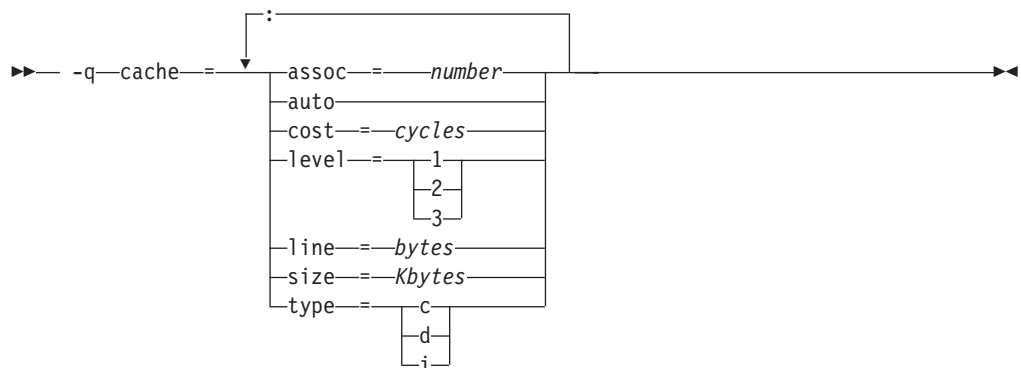 :
-q cache = assoc = number
auto
cost = cycles
level = 1
2
3
line = bytes
size = Kbytes
type = c
d
i